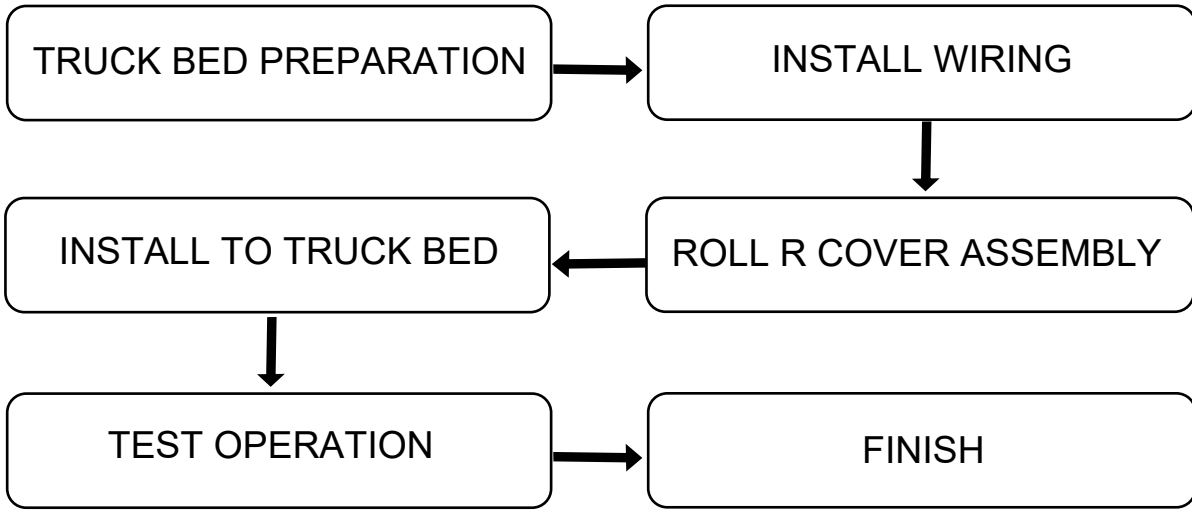 TRUCK BED PREPARATION
INSTALL WIRING
ROLL R COVER ASSEMBLY
INSTALL TO TRUCK BED
TEST OPERATION
FINISH